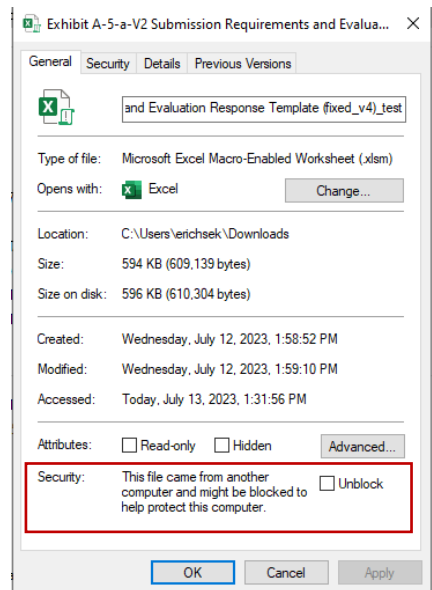 Exhibit A-5-a-V2 Submission Requirements and Evalua...
General Security Details Previous Versions
and Evaluation Response Template (fixed_v4)_test
Type of file: Microsoft Excel Macro-Enabled Worksheet (.xlsm)
Opens with: Excel Change...
Location: C:\Users\erichsek\Downloads
Size: 594 KB (609,139 bytes)
Size on disk: 596 KB (610,304 bytes)
Created: Wednesday, July 12, 2023, 1:58:52 PM
Modified: Wednesday, July 12, 2023, 1:59:10 PM
Accessed: Today, July 13, 2023, 1:31:56 PM
Attributes: Read-only Hidden Advanced...
Security: This file came from another
computer and might be blocked to
help protect this computer.
Unblock
OK Cancel Apply